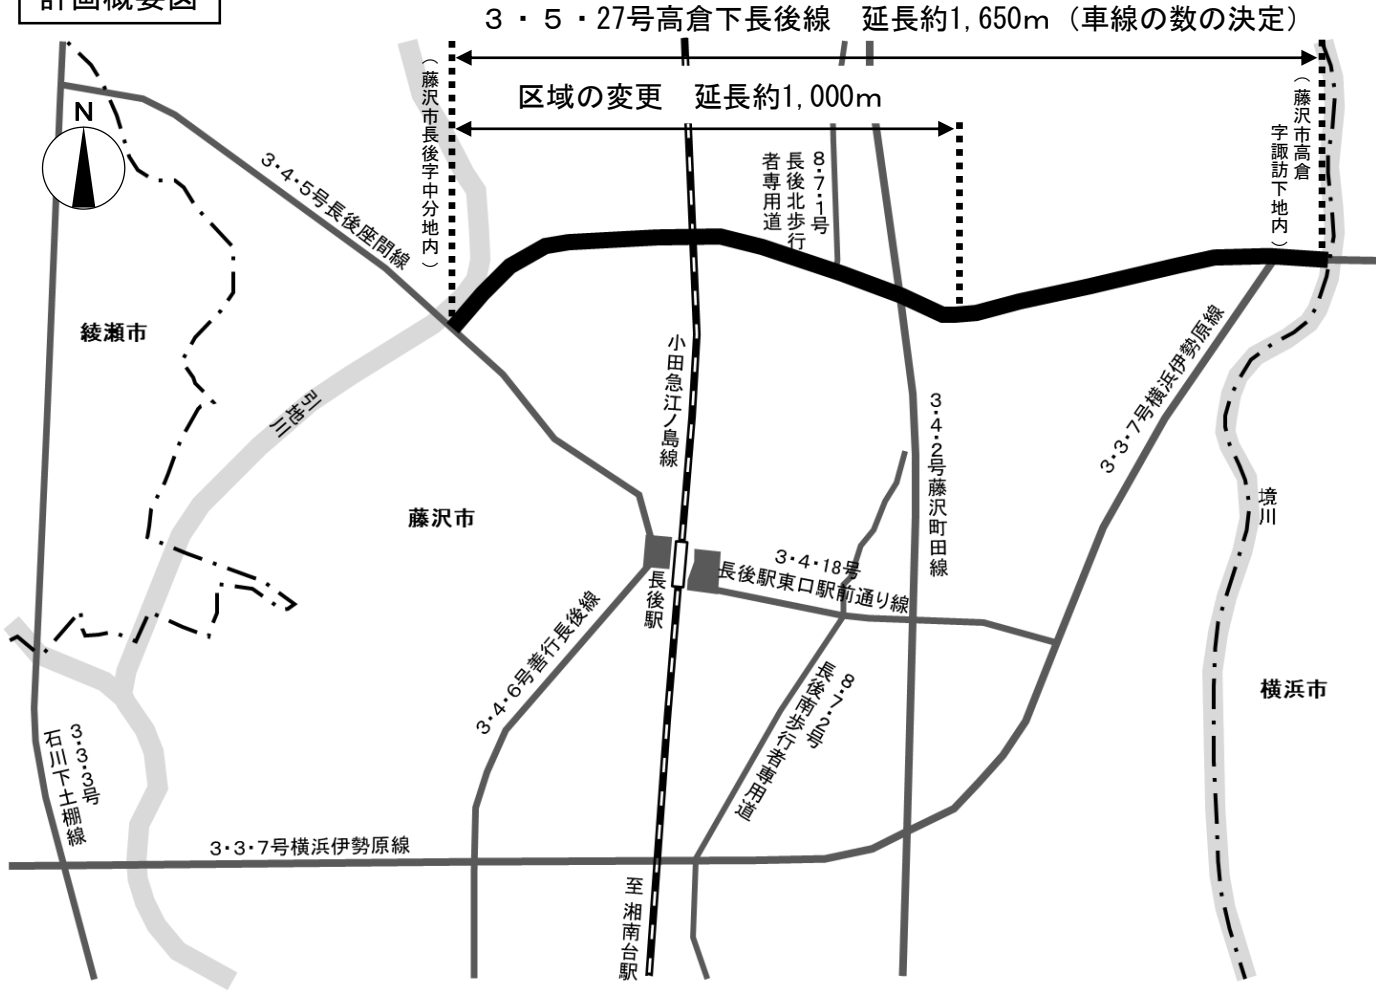 計画概要図
3・5・27号高倉下長後線　延長約1,650m（車線の数の決定）
区域の変更　延長約1,000m
（藤沢市長後字中分地内）
（藤沢市高倉
字諏訪下地内）
N
3・4・5号長後座間線
8・7・1号
長後北歩行
者専用道
綾瀬市
引地川
小田急江ノ島線
3・4・2号藤沢町田線
3・3・7号横浜伊勢原線
境川
藤沢市
長後駅
3・4・18号
長後駅東口駅前通り線
3・4・6号善行長後線
8・7・2号
長後南歩行者専用道
横浜市
3・3・3号
石川下土棚線
3・3・7号横浜伊勢原線
至 湘南台駅